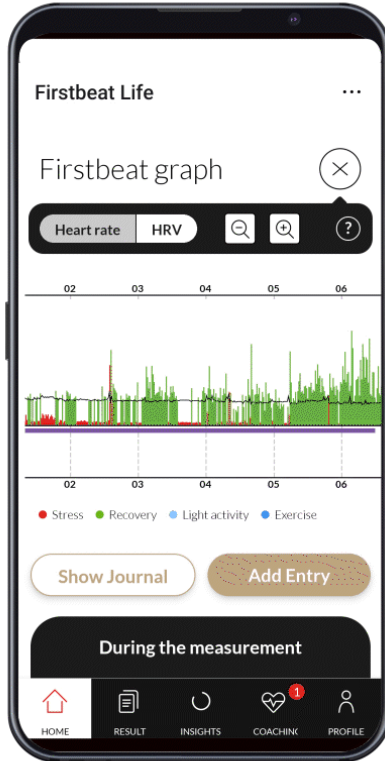 Firstbeat Life
Firstbeat graph
Heart rate HRV
?
02 03 04 05 06
02 03 04 05 06
Stress Recovery Light activity Exercise
Show Journal Add Entry
During the measurement
1
HOME RESULT INSIGHTS COACHINC PROFILE